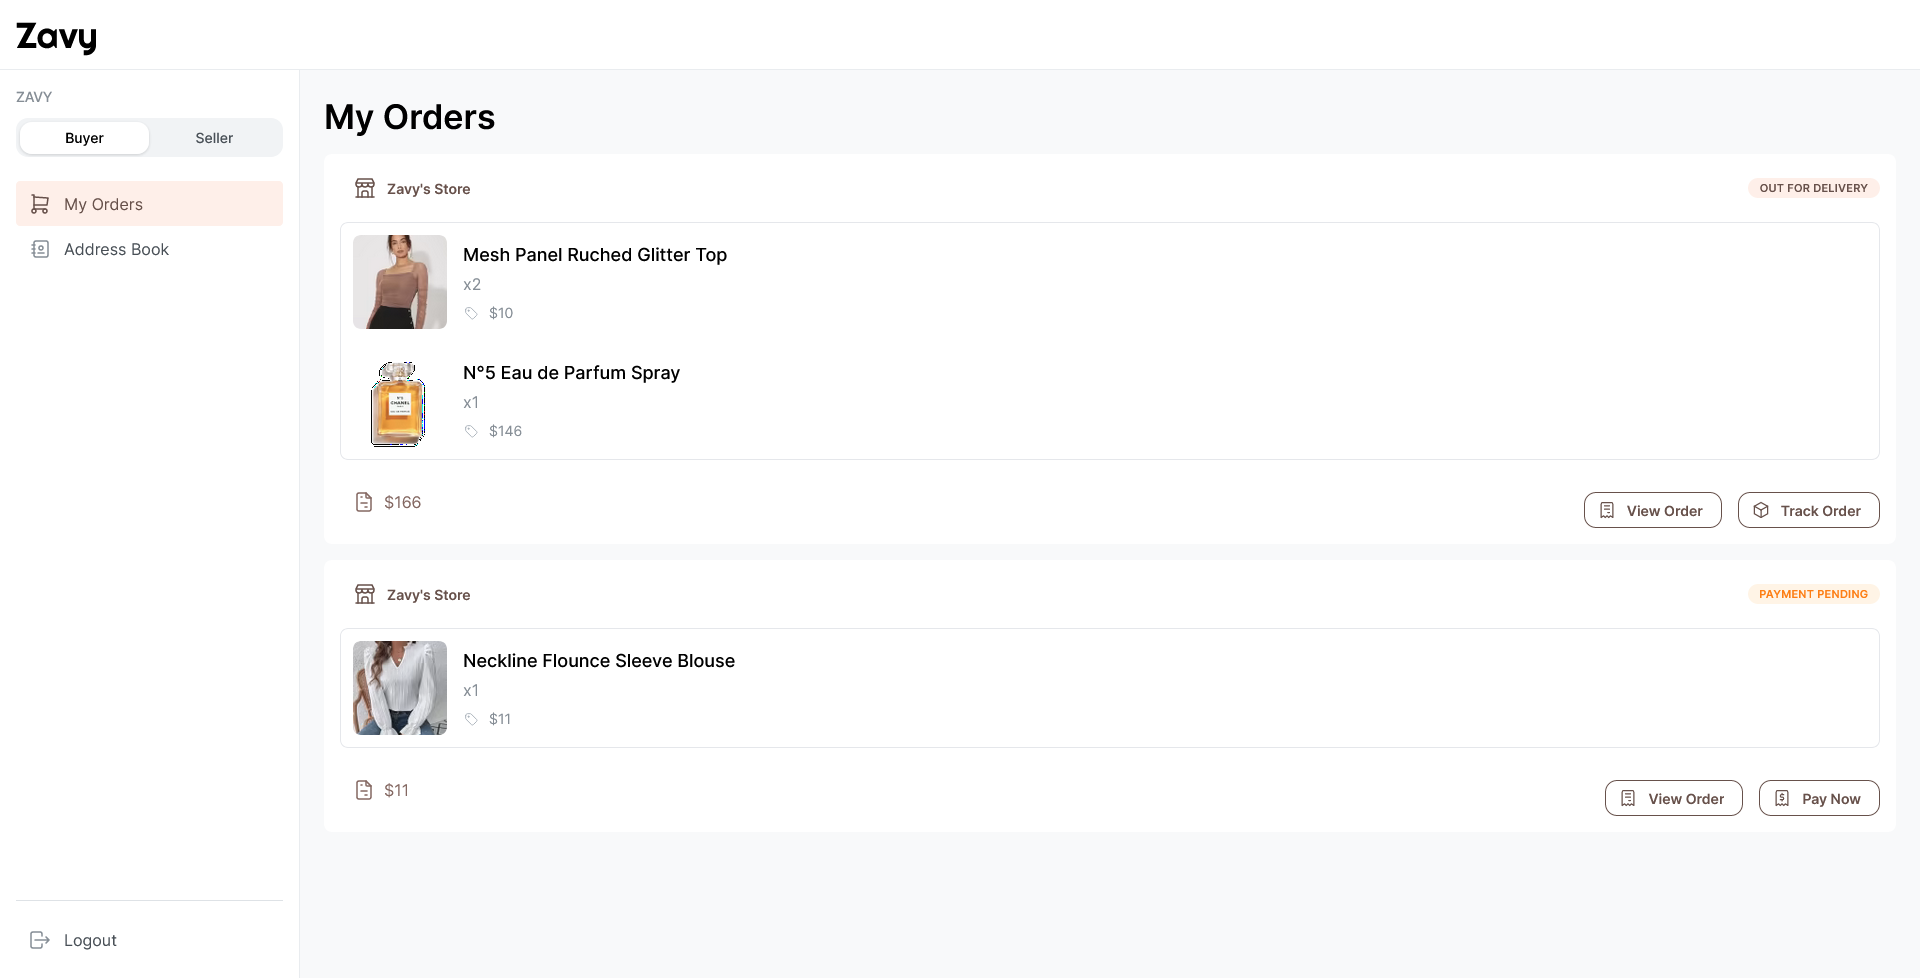 Zavy
ZAVY
Buyer
Seller
My Orders
Address Book
Logout
My Orders
Zavy's Store
OUT FOR DELIVERY
Mesh Panel Ruched Glitter Top
x2
$10
N°5 Eau de Parfum Spray
x1
$146
N°5
CHANEL
$166
View Order
Track Order
Zavy's Store
PAYMENT PENDING
Neckline Flounce Sleeve Blouse
x1
$11
$11
View Order
Pay Now